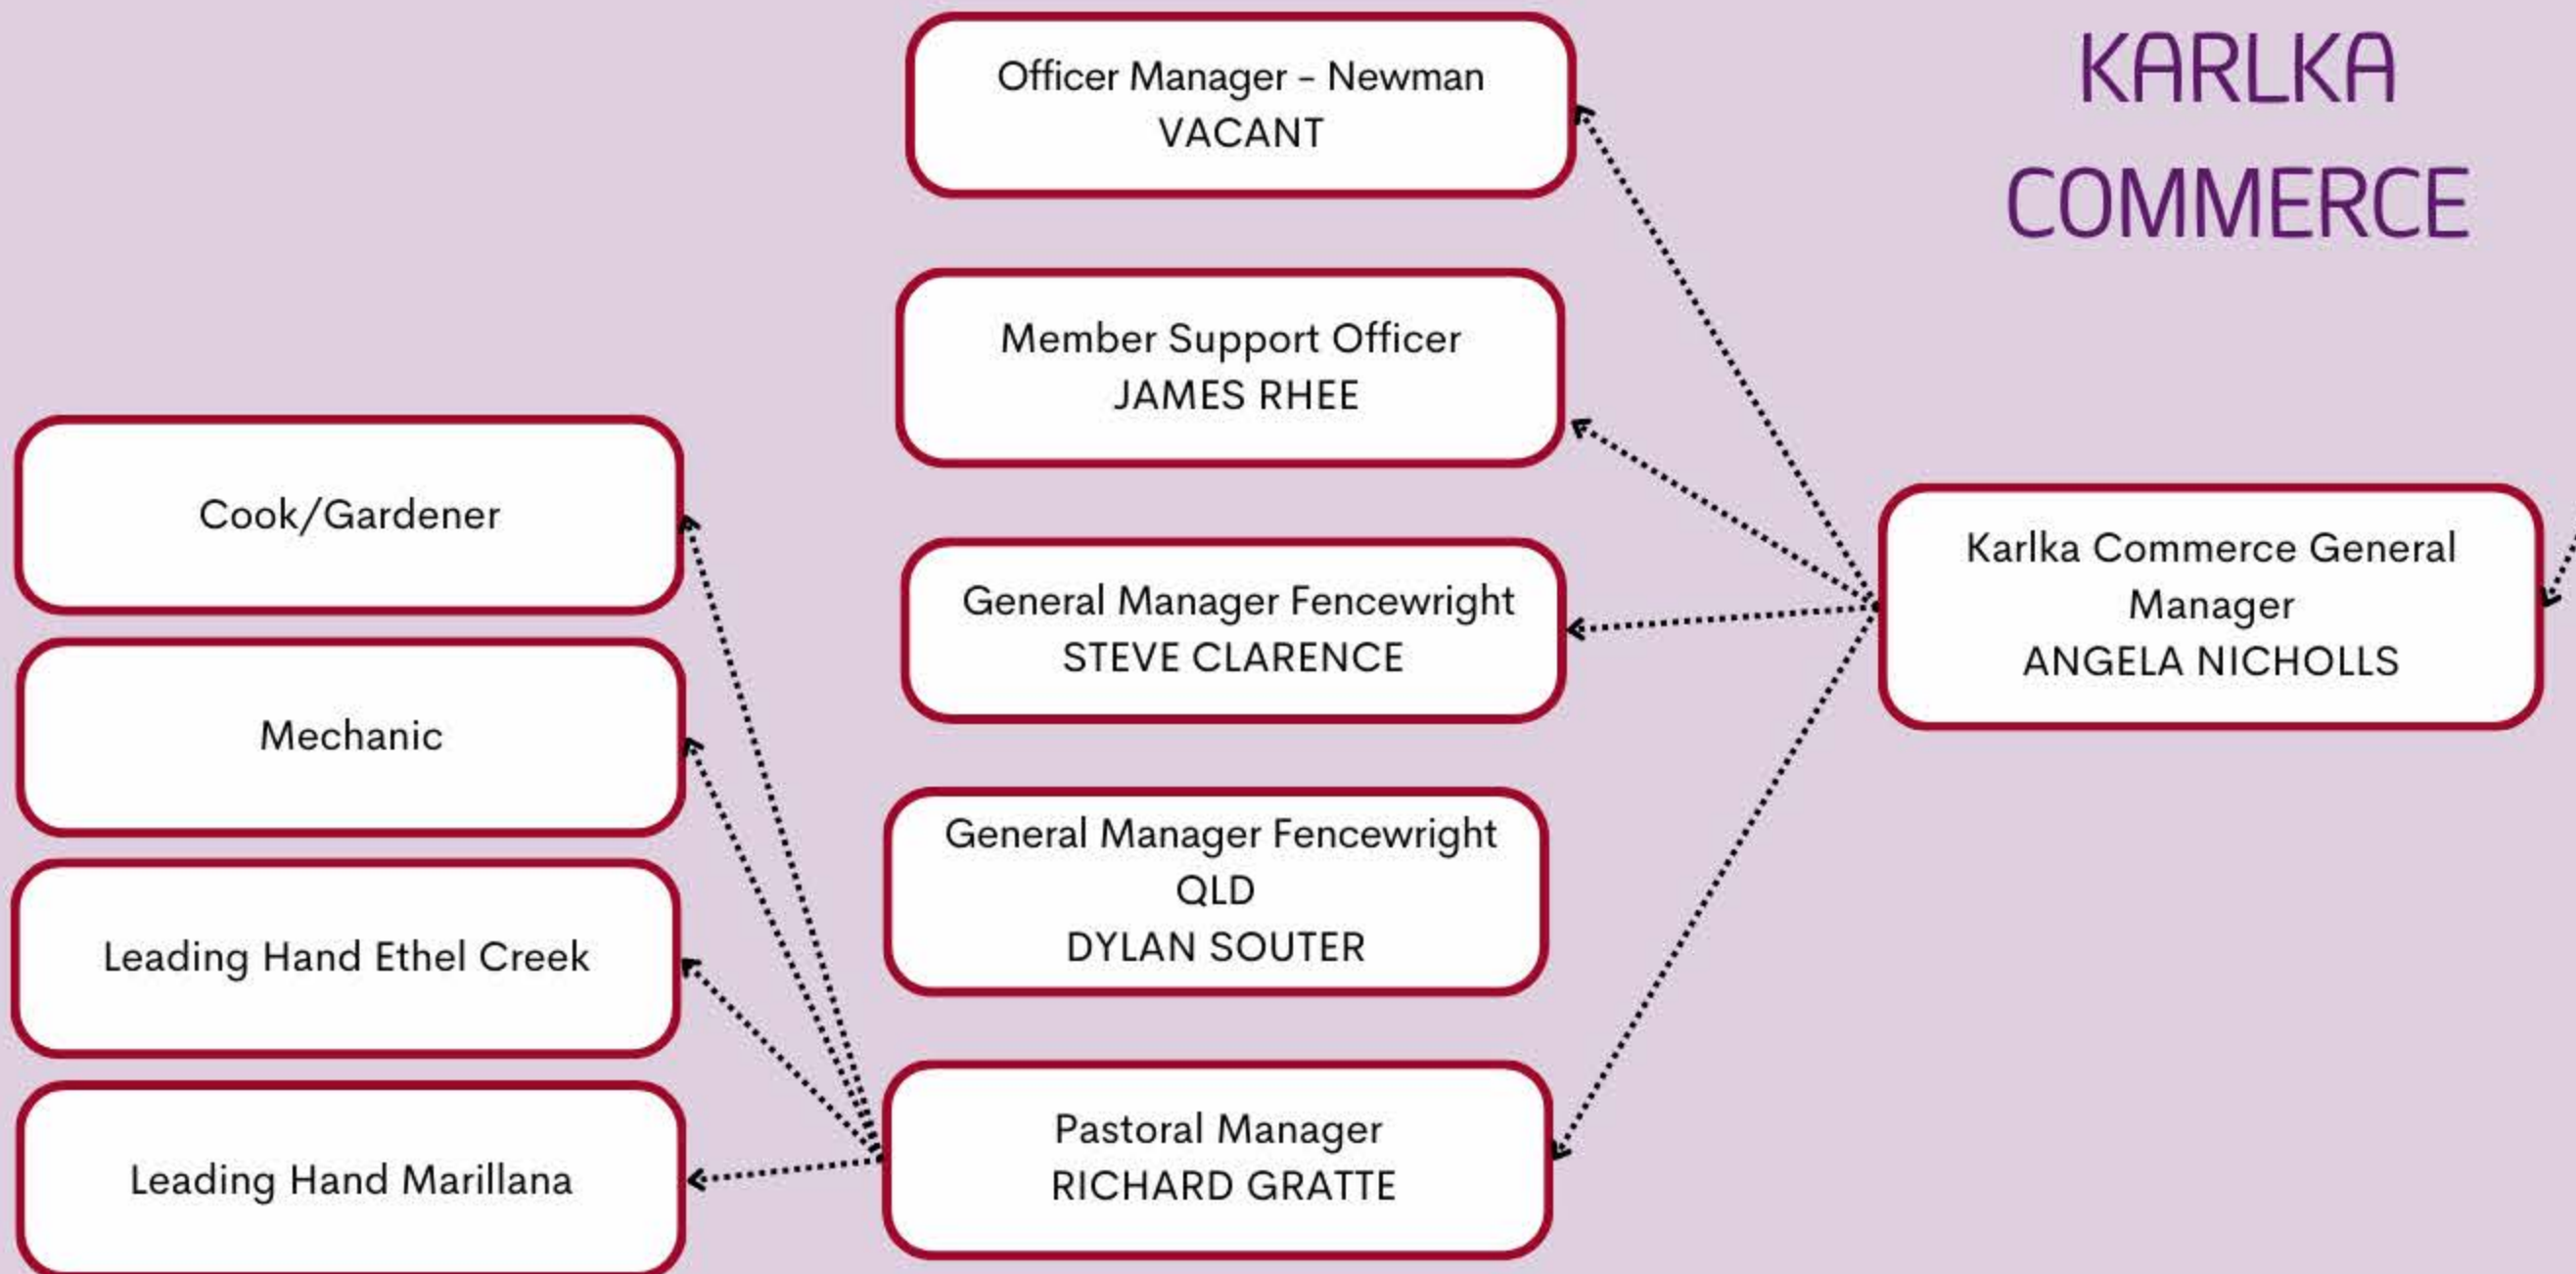 KARLKA
COMMERCE
Officer Manager - Newman
VACANT
Member Support Officer
JAMES RHEE
General Manager Fencewright
STEVE CLARENCE
General Manager Fencewright
QLD
DYLAN SOUTER
Pastoral Manager
RICHARD GRATTE
Karlka Commerce General
Manager
ANGELA NICHOLLS
Cook/Gardener
Mechanic
Leading Hand Ethel Creek
Leading Hand Marillana